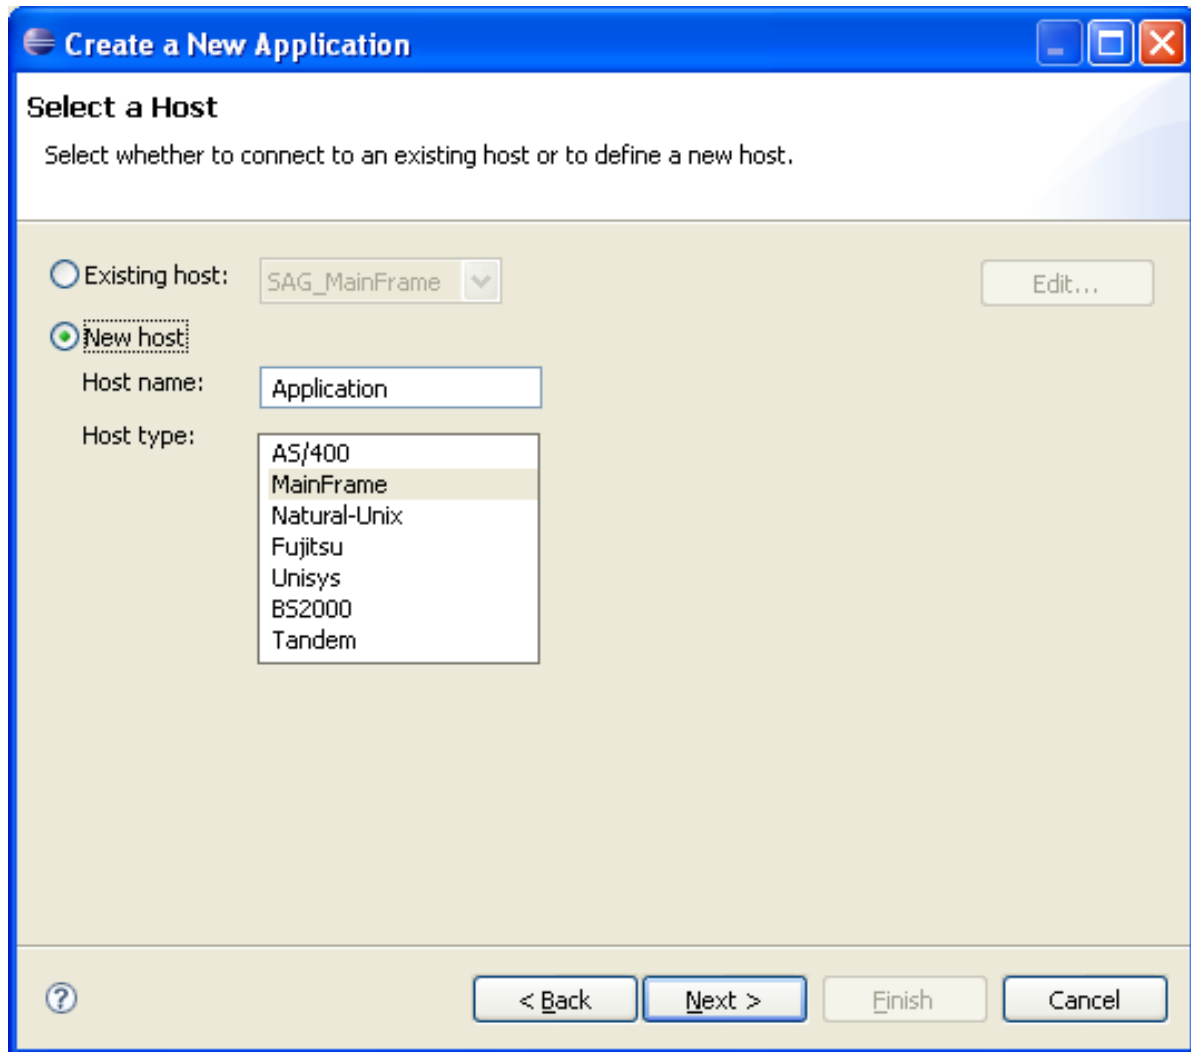 Create a New Application
Select a Host
Select whether to connect to an existing host or to define a new host.
Existing host: SAG_MainFrame Edit...
New host
Host name: Application
Host type:
AS/400
MainFrame
Natural-Unix
Fujitsu
Unisys
BS2000
Tandem
? < Back Next > Finish Cancel